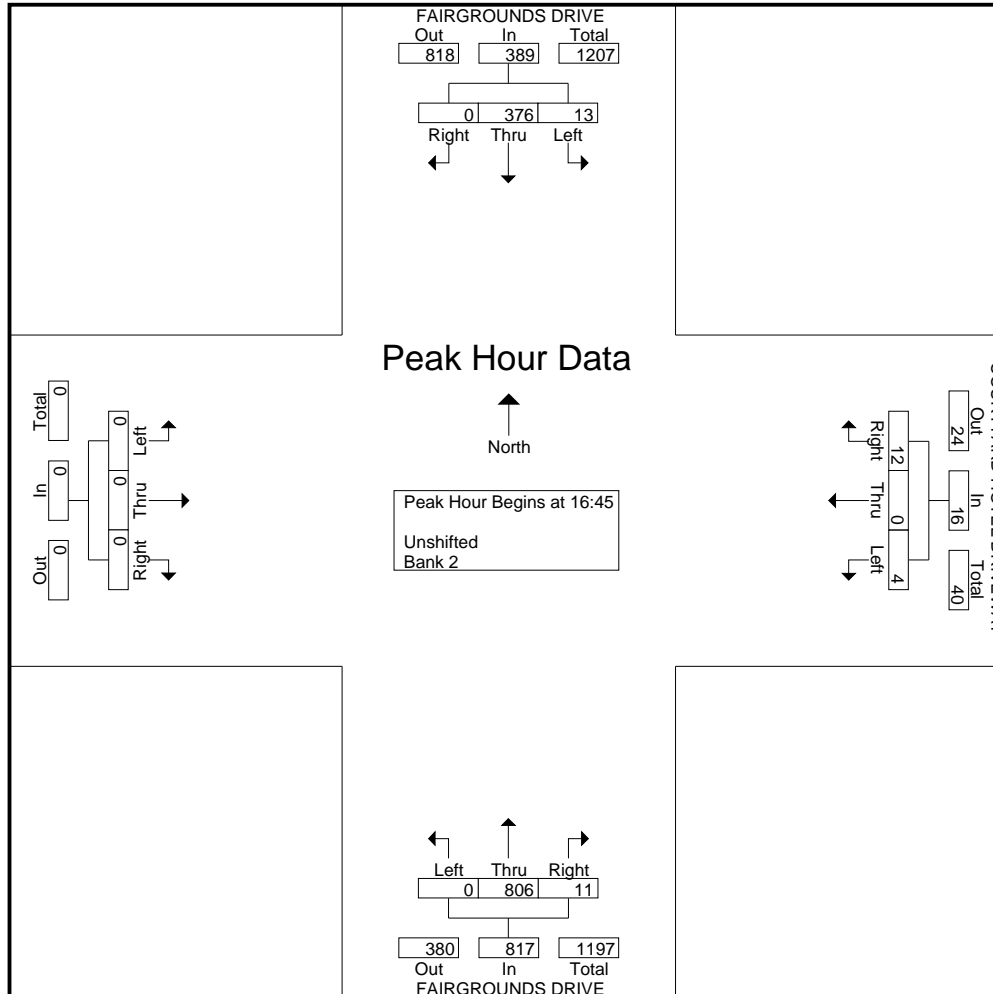 FAIRGROUNDS DRIVE
Out In Total
818 389 1207
0 376 13
Right Thru Left
Peak Hour Data
North
Peak Hour Begins at 16:45
Unshifted
Bank 2
Total In Out
0 0 0
0 0 0
Left Thru Right
Out In Total
24 16 40
12 0 4
Right Thru Left
Left Thru Right
0 806 11
380 817 1197
Out In Total
FAIRGROUNDS DRIVE